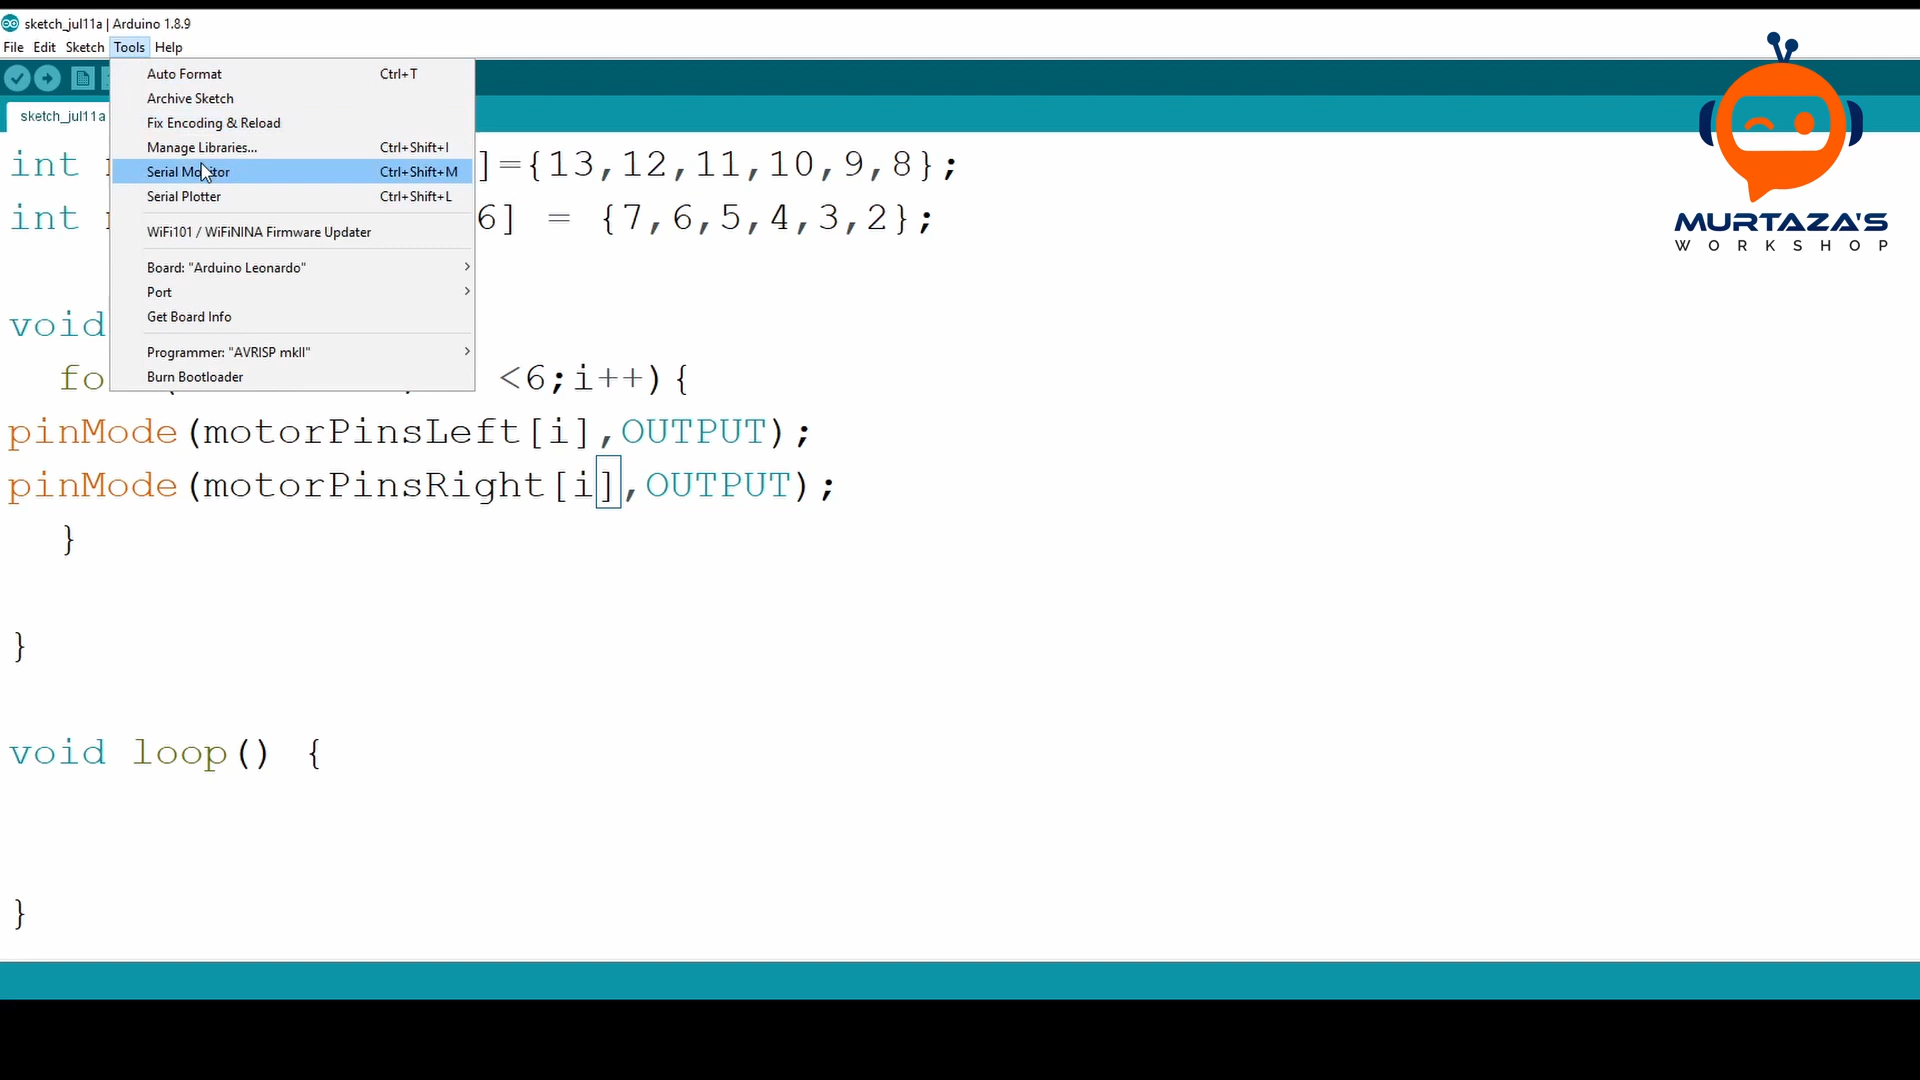 sketch_jul11a | Arduino 1.8.9
File Edit Sketch Tools Help
sketch_jul11a
Auto Format Ctrl+T
Archive Sketch
Fix Encoding & Reload
Manage Libraries... Ctrl+Shift+I
Serial Monitor Ctrl+Shift+M
Serial Plotter Ctrl+Shift+L
WiFi101 / WiFiNINA Firmware Updater
Board: "Arduino Leonardo"
Port
Get Board Info
Programmer: "AVRISP mkII"
Burn Bootloader
int ]={13,12,11,10,9,8};
int 6] = {7,6,5,4,3,2};
void
fo <6;i++){
pinMode(motorPinsLeft[i],OUTPUT);
pinMode(motorPinsRight[i],OUTPUT);
}
}
void loop() {
}
MURTAZA'S
WORKSHOP